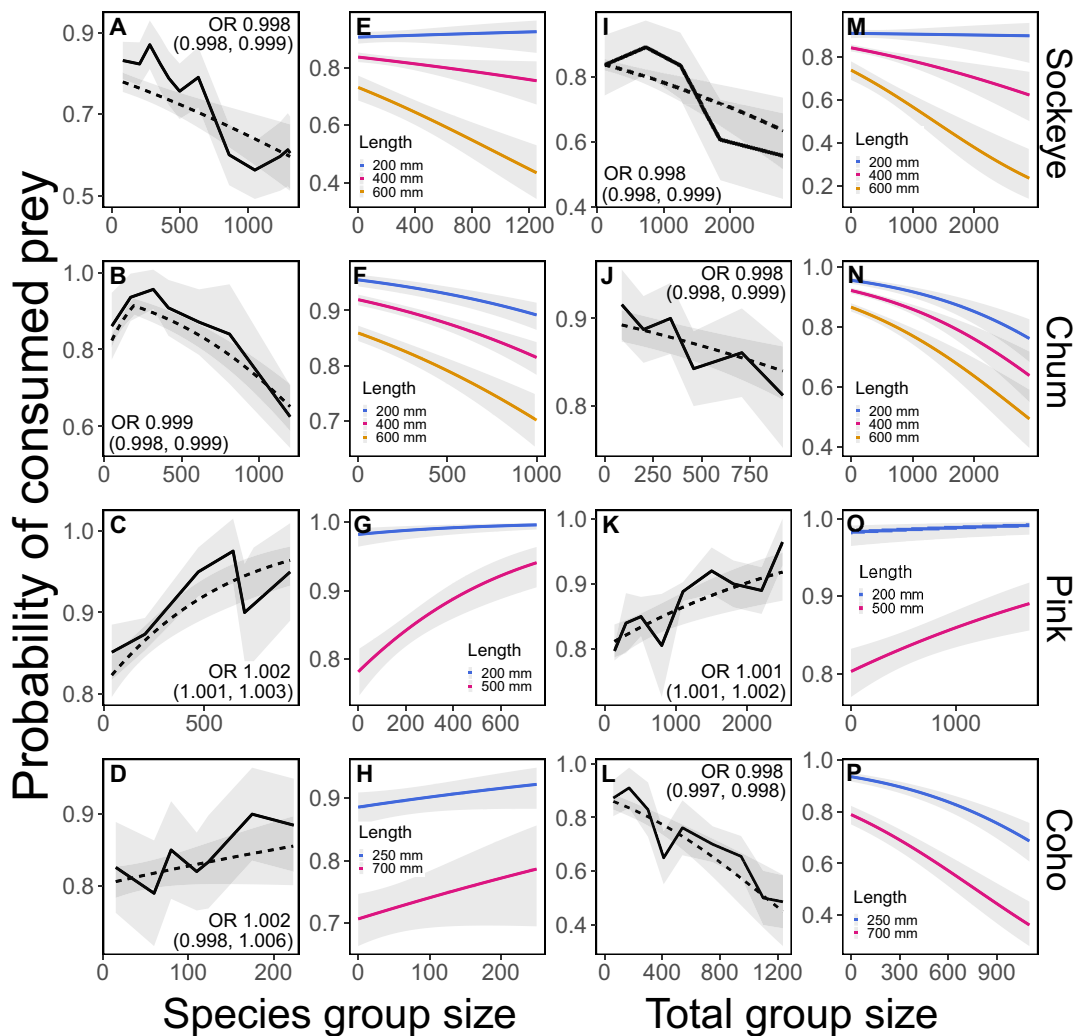 Probability of consumed prey
A
OR 0.998
(0.998, 0.999)
0.9
0.7
0.5
0
500
1000
E
Length
200 mm
400 mm
600 mm
0.8
0.6
0.4
0
400
800
1200
I
OR 0.998
(0.998, 0.999)
0.8
0.6
0.4
0
1000
2000
M
Length
200 mm
400 mm
600 mm
0.8
0.6
0.4
0.2
0
1000
2000
Sockeye
B
OR 0.999
(0.998, 0.999)
1.0
0.9
0.8
0.7
0.6
0
500
1000
F
Length
200 mm
400 mm
600 mm
0.9
0.8
0.7
0
500
1000
J
OR 0.998
(0.998, 0.999)
0.9
0.8
250
500
750
N
Length
200 mm
400 mm
600 mm
1.0
0.8
0.6
0.4
0
1000
2000
Chum
C
OR 1.002
(1.001, 1.003)
1.0
0.9
0.8
0
500
G
Length
200 mm
500 mm
1.0
0.9
0.8
0
200
400
600
K
OR 1.001
(1.001, 1.002)
1.0
0.9
0.8
0
1000
2000
O
Length
200 mm
500 mm
1.0
0.9
0.8
0
1000
Pink
D
OR 1.002
(0.998, 1.006)
0.9
0.8
0
100
200
H
Length
250 mm
700 mm
0.9
0.8
0.7
0
100
200
L
OR 0.998
(0.997, 0.998)
1.0
0.8
0.6
0.4
0
400
800
1200
P
Length
250 mm
700 mm
1.0
0.8
0.6
0.4
0
300
600
900
Coho
Species group size
Total group size